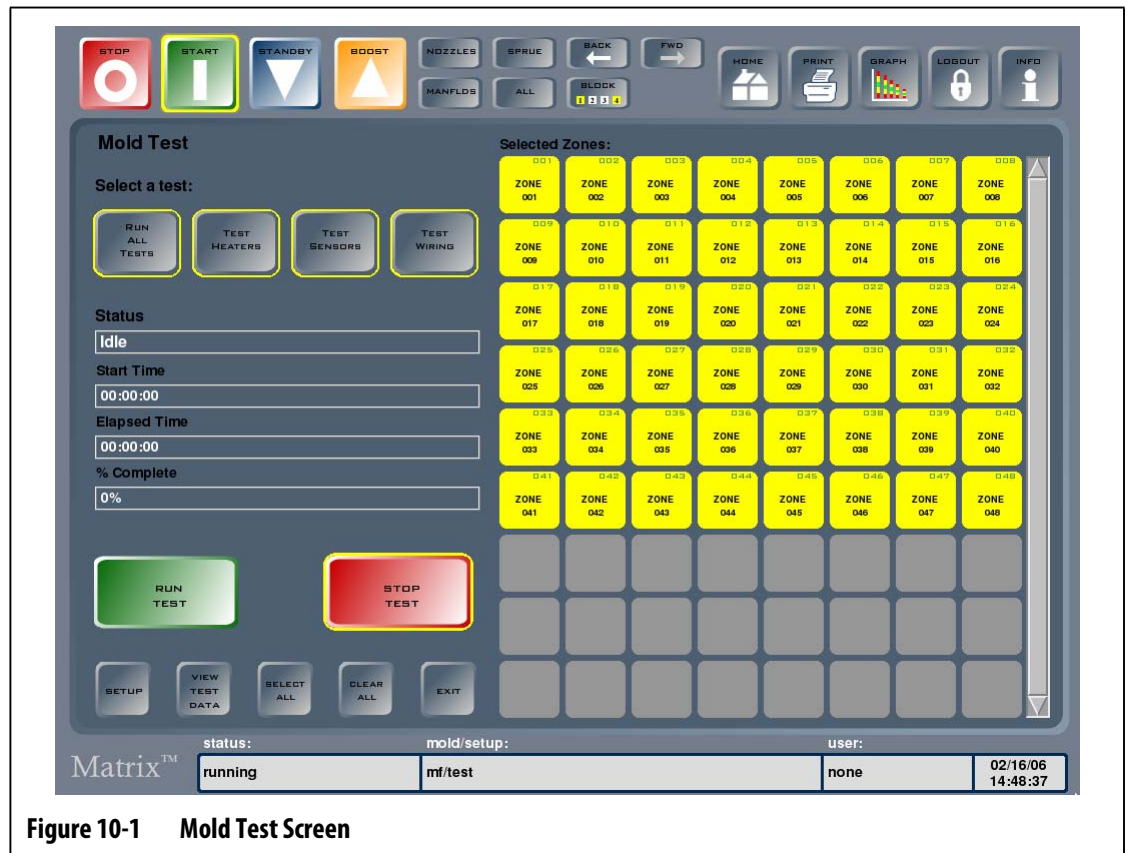 STOP START STANDBY BOOST NOZZLES SPRUE BACK FWD
MANFLDS ALL BLOCK
1 2 3 4
HOME PRINT GRAPH LOGOUT INFO
Mold Test
Select a test:
RUN ALL TESTS
TEST HEATERS
TEST SENSORS
TEST WIRING
Status
Idle
Start Time
00:00:00
Elapsed Time
00:00:00
% Complete
0%
RUN TEST
STOP TEST
SETUP
VIEW TEST DATA
SELECT ALL
CLEAR ALL
EXIT
Selected Zones:
001 002 003 004 005 006 007 008
ZONE ZONE ZONE ZONE ZONE ZONE ZONE ZONE
001 002 003 004 005 006 007 008
009 010 011 012 013 014 015 016
ZONE ZONE ZONE ZONE ZONE ZONE ZONE ZONE
009 010 011 012 013 014 015 016
017 018 019 020 021 022 023 024
ZONE ZONE ZONE ZONE ZONE ZONE ZONE ZONE
017 018 019 020 021 022 023 024
025 026 027 028 029 030 031 032
ZONE ZONE ZONE ZONE ZONE ZONE ZONE ZONE
025 026 027 028 029 030 031 032
033 034 035 036 037 038 039 040
ZONE ZONE ZONE ZONE ZONE ZONE ZONE ZONE
033 034 035 036 037 038 039 040
041 042 043 044 045 046 047 048
ZONE ZONE ZONE ZONE ZONE ZONE ZONE ZONE
041 042 043 044 045 046 047 048
Matrix™
status: mold/setup: user:
running mf/test none 02/16/06
14:48:37
Figure 10-1 Mold Test Screen